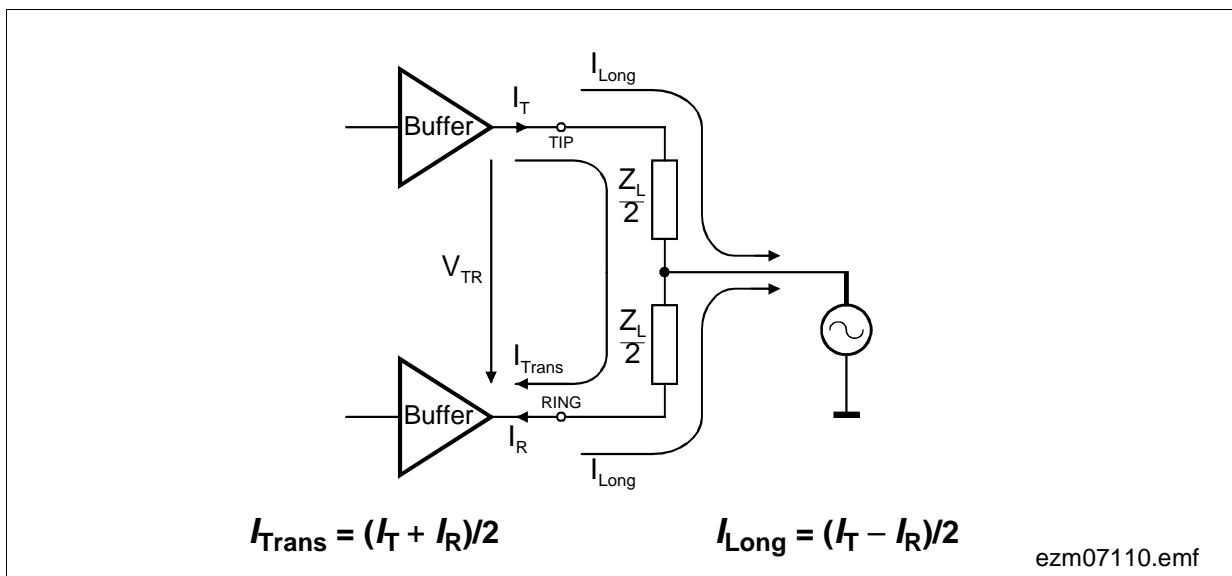 I_Long
Buffer
I_T
TIP
Z_L
2
V_TR
Z_L
2
I_Trans
RING
Buffer
I_R
I_Long
I_Trans = (I_T + I_R)/2
I_Long = (I_T – I_R)/2
ezm07110.emf